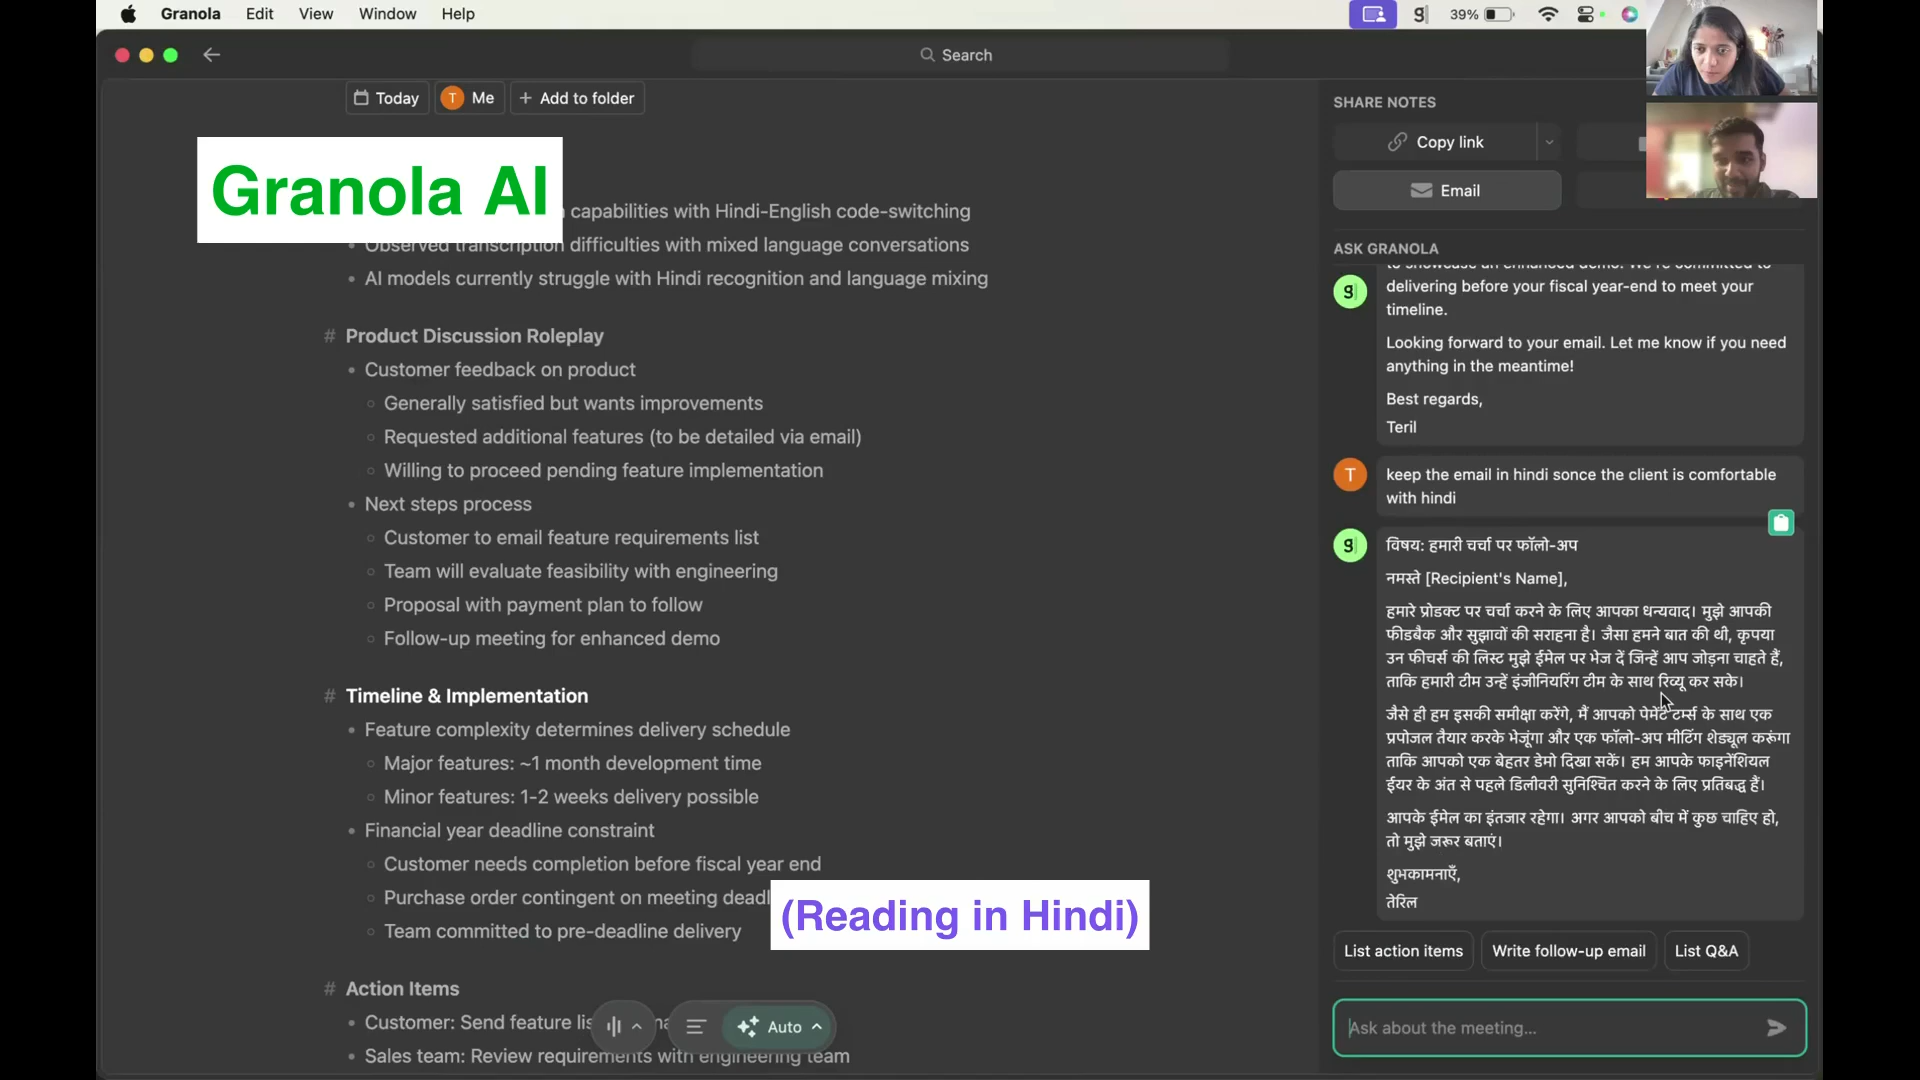 Granola Edit View Window Help
39%
Search
Today
T Me
+ Add to folder
Granola AI
capabilities with Hindi-English code-switching
• Observed transcription difficulties with mixed language conversations
• AI models currently struggle with Hindi recognition and language mixing
# Product Discussion Roleplay
• Customer feedback on product
Generally satisfied but wants improvements
Requested additional features (to be detailed via email)
Willing to proceed pending feature implementation
• Next steps process
Customer to email feature requirements list
Team will evaluate feasibility with engineering
Proposal with payment plan to follow
Follow-up meeting for enhanced demo
# Timeline & Implementation
• Feature complexity determines delivery schedule
Major features: ~1 month development time
Minor features: 1-2 weeks delivery possible
• Financial year deadline constraint
Customer needs completion before fiscal year end
Purchase order contingent on meeting
Team committed to pre-deadline delivery
(Reading in Hindi)
# Action Items
• Customer: Send feature
• Sales team: Review requirements with engineering team
Auto
SHARE NOTES
Copy link
Email
ASK GRANOLA
to showcase an enhanced demo. We're committed to
delivering before your fiscal year-end to meet your
timeline.
Looking forward to your email. Let me know if you need
anything in the meantime!
Best regards,
Teril
T
keep the email in hindi sonce the client is comfortable
with hindi
विषय: हमारी चर्चा पर फॉलो-अप
नमस्ते [Recipient's Name],
हमारे प्रोडक्ट पर चर्चा करने के लिए आपका धन्यवाद। मुझे आपकी
फीडबैक और सुझावों की सराहना है। जैसा हमने बात की थी, कृपया
उन फीचर्स की लिस्ट मुझे ईमेल पर भेज दें जिन्हें आप जोड़ना चाहते हैं,
ताकि हमारी टीम उन्हें इंजीनियरिंग टीम के साथ रिव्यू कर सके।
जैसे ही हम इसकी समीक्षा करेंगे, मैं आपको पेमेंट टर्म्स के साथ एक
प्रपोजल तैयार करके भेजूंगा और एक फॉलो-अप मीटिंग शेड्यूल करूंगा
ताकि आपको एक बेहतर डेमो दिखा सकें। हम आपके फाइनेंशियल
ईयर के अंत से पहले डिलीवरी सुनिश्चित करने के लिए प्रतिबद्ध हैं।
आपके ईमेल का इंतजार रहेगा। अगर आपको बीच में कुछ चाहिए हो,
तो मुझे जरूर बताएं।
शुभकामनाएँ,
तेरिल
List action items
Write follow-up email
List Q&A
Ask about the meeting...